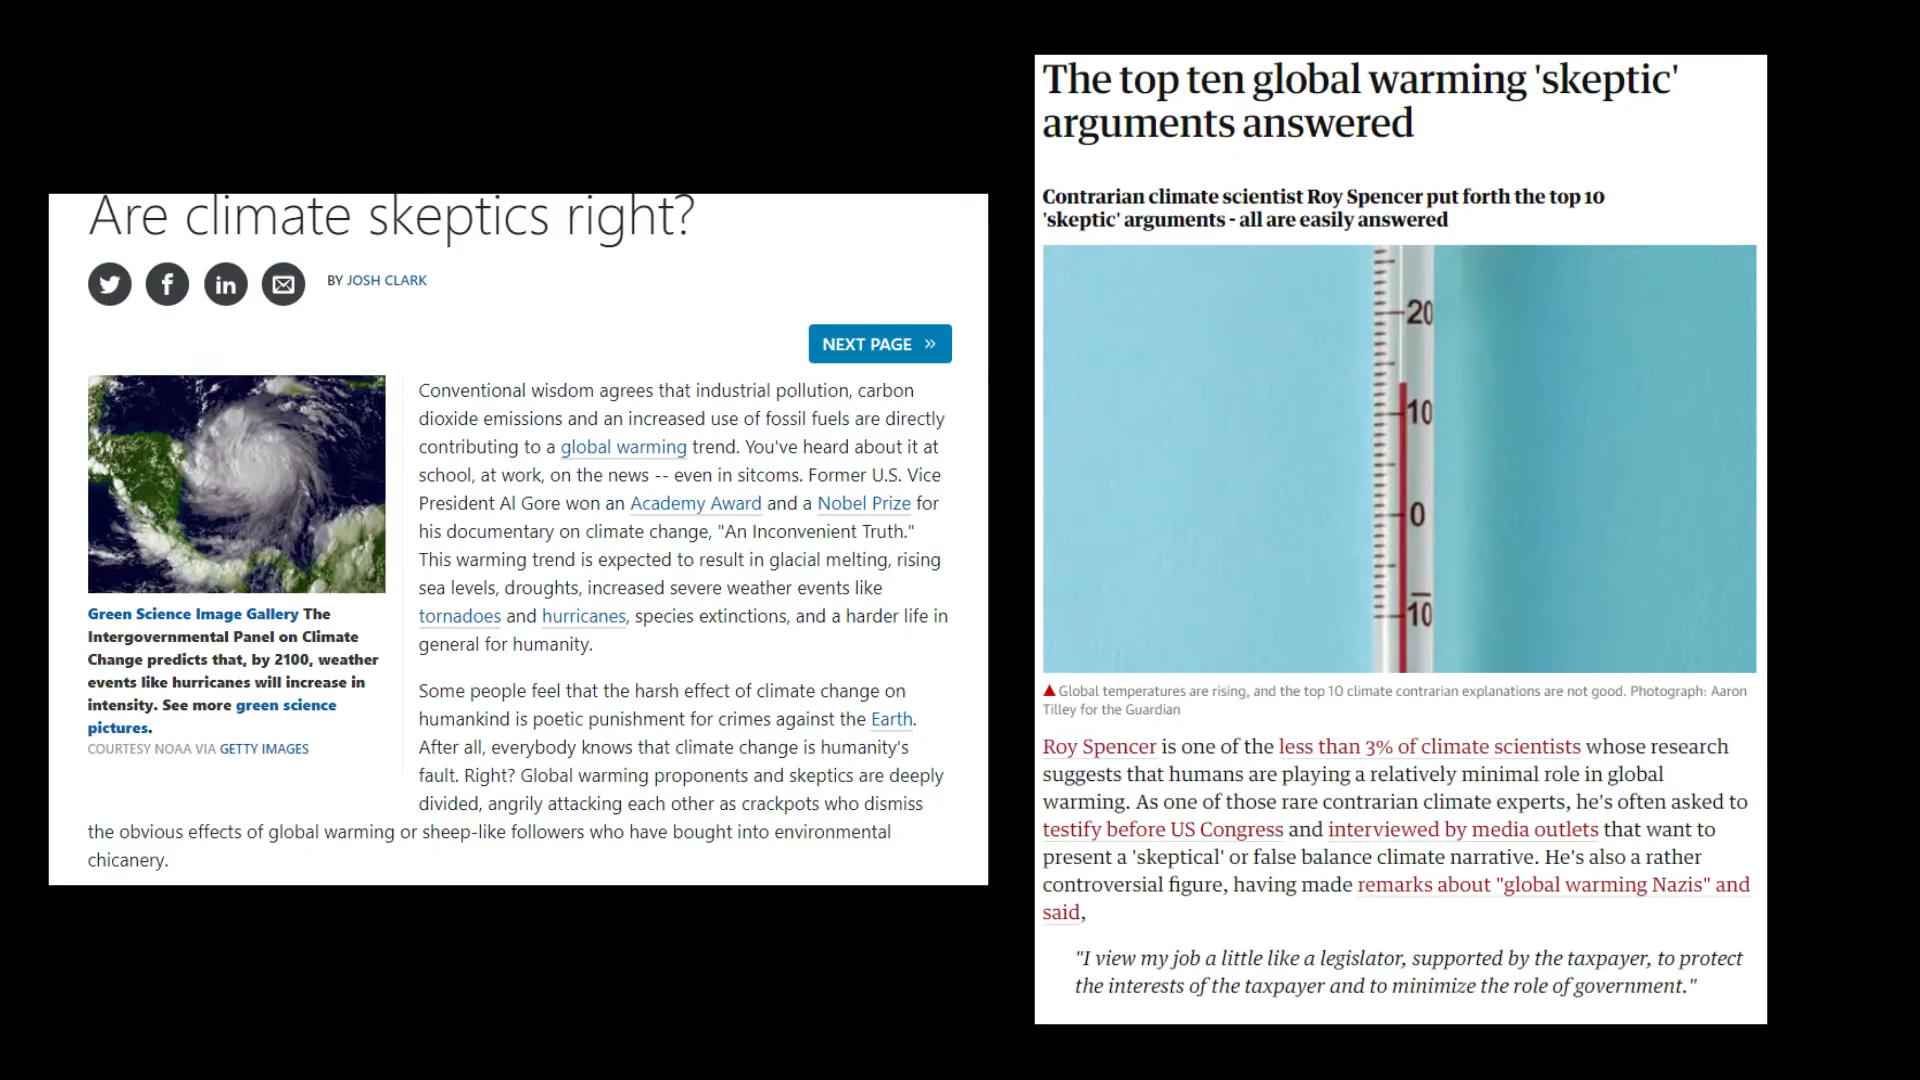 Are climate skeptics right?
BY JOSH CLARK
NEXT PAGE »
Conventional wisdom agrees that industrial pollution, carbon
dioxide emissions and an increased use of fossil fuels are directly
contributing to a global warming trend. You've heard about it at
school, at work, on the news -- even in sitcoms. Former U.S. Vice
President Al Gore won an Academy Award and a Nobel Prize for
his documentary on climate change, "An Inconvenient Truth."
This warming trend is expected to result in glacial melting, rising
sea levels, droughts, increased severe weather events like
tornadoes and hurricanes, species extinctions, and a harder life in
general for humanity.
Green Science Image Gallery The
Intergovernmental Panel on Climate
Change predicts that, by 2100, weather
events like hurricanes will increase in
intensity. See more green science
pictures.
COURTESY NOAA VIA GETTY IMAGES
Some people feel that the harsh effect of climate change on
humankind is poetic punishment for crimes against the Earth.
After all, everybody knows that climate change is humanity's
fault. Right? Global warming proponents and skeptics are deeply
divided, angrily attacking each other as crackpots who dismiss
the obvious effects of global warming or sheep-like followers who have bought into environmental
chicanery.
The top ten global warming 'skeptic'
arguments answered
Contrarian climate scientist Roy Spencer put forth the top 10
'skeptic' arguments - all are easily answered
20
10
0
10
Global temperatures are rising, and the top 10 climate contrarian explanations are not good. Photograph: Aaron
Tilley for the Guardian
Roy Spencer is one of the less than 3% of climate scientists whose research
suggests that humans are playing a relatively minimal role in global
warming. As one of those rare contrarian climate experts, he's often asked to
testify before US Congress and interviewed by media outlets that want to
present a 'skeptical' or false balance climate narrative. He's also a rather
controversial figure, having made remarks about "global warming Nazis" and
said,
"I view my job a little like a legislator, supported by the taxpayer, to protect
the interests of the taxpayer and to minimize the role of government."